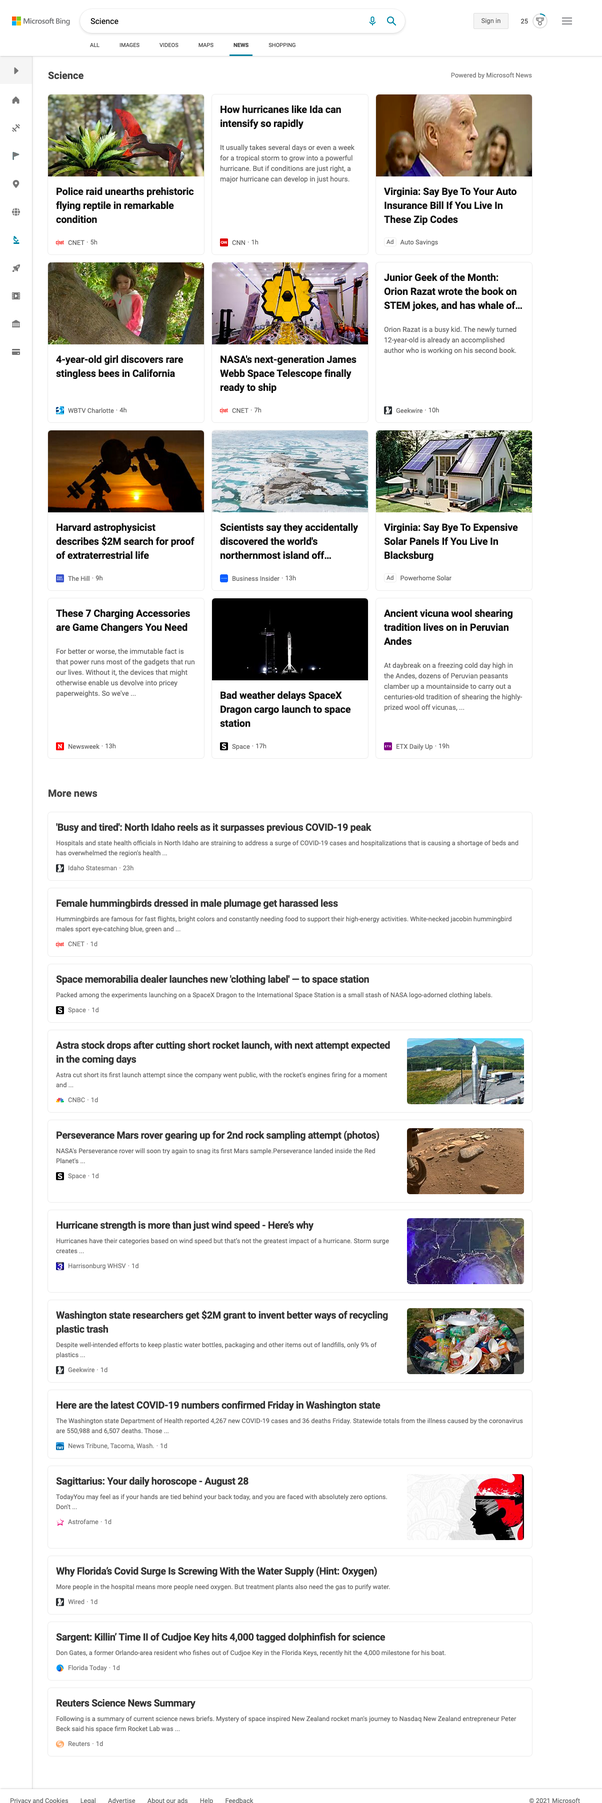 Microsoft Bing
Science
Sign in
25
ALL IMAGES VIDEOS MAPS NEWS SHOPPING
Science
Powered by Microsoft News
Police raid unearths prehistoric
flying reptile in remarkable
condition
CNET · 5h
How hurricanes like Ida can
intensify so rapidly
It usually takes several days or even a week
for a tropical storm to grow into a powerful
hurricane. But if conditions are just right, a
major hurricane can develop in just hours.
CNN · 1h
Virginia: Say Bye To Your Auto
Insurance Bill If You Live In
These Zip Codes
Ad Auto Savings
4-year-old girl discovers rare
stingless bees in California
WBTV Charlotte · 4h
NASA's next-generation James
Webb Space Telescope finally
ready to ship
CNET · 7h
Junior Geek of the Month:
Orion Razat wrote the book on
STEM jokes, and has whale of...
Orion Razat is a busy kid. The newly turned
12-year-old is already an accomplished
author who is working on his second book.
Geekwire · 10h
Harvard astrophysicist
describes $2M search for proof
of extraterrestrial life
The Hill · 9h
Scientists say they accidentally
discovered the world's
northernmost island off...
Business Insider · 13h
Virginia: Say Bye To Expensive
Solar Panels If You Live In
Blacksburg
Ad Powerhome Solar
These 7 Charging Accessories
are Game Changers You Need
For better or worse, the immutable fact is
that power runs most of the gadgets that run
our lives. Without it, the devices that might
otherwise enable us devolve into pricey
paperweights. So we've ...
Newsweek · 13h
Bad weather delays SpaceX
Dragon cargo launch to space
station
Space · 17h
Ancient vicuna wool shearing
tradition lives on in Peruvian
Andes
At daybreak on a freezing cold day high in
the Andes, dozens of Peruvian peasants
clamber up a mountainside to carry out a
centuries-old tradition of shearing the highly-
prized wool off vicunas, ...
ETX Daily Up · 19h
More news
'Busy and tired': North Idaho reels as it surpasses previous COVID-19 peak
Hospitals and state health officials in North Idaho are straining to address a surge of COVID-19 cases and hospitalizations that is causing a shortage of beds and
has overwhelmed the region's health ...
Idaho Statesman · 23h
Female hummingbirds dressed in male plumage get harassed less
Hummingbirds are famous for fast flights, bright colors and constantly needing food to support their high-energy activities. White-necked jacobin hummingbird
males sport eye-catching blue, green and ...
CNET · 1d
Space memorabilia dealer launches new 'clothing label' — to space station
Packed among the experiments launching on a SpaceX Dragon to the International Space Station is a small stash of NASA logo-adorned clothing labels.
Space · 1d
Astra stock drops after cutting short rocket launch, with next attempt expected
in the coming days
Astra cut short its first launch attempt since the company went public, with the rocket's engines firing for a moment
and ...
CNBC · 1d
Perseverance Mars rover gearing up for 2nd rock sampling attempt (photos)
NASA's Perseverance rover will soon try again to snag its first Mars sample.Perseverance landed inside the Red
Planet's ...
Space · 1d
Hurricane strength is more than just wind speed - Here's why
Hurricanes have their categories based on wind speed but that's not the greatest impact of a hurricane. Storm surge
creates ...
Harrisonburg WHSV · 1d
Washington state researchers get $2M grant to invent better ways of recycling
plastic trash
Despite well-intended efforts to keep plastic water bottles, packaging and other items out of landfills, only 9% of
plastics ...
Geekwire · 1d
Here are the latest COVID-19 numbers confirmed Friday in Washington state
The Washington state Department of Health reported 4,267 new COVID-19 cases and 36 deaths Friday. Statewide totals from the illness caused by the coronavirus
are 550,988 and 6,507 deaths. Those ...
News Tribune, Tacoma, Wash. · 1d
Sagittarius: Your daily horoscope - August 28
TodayYou may feel as if your hands are tied behind your back today, and you are faced with absolutely zero options.
Don't ...
Astrofame · 1d
Why Florida's Covid Surge Is Screwing With the Water Supply (Hint: Oxygen)
More people in the hospital means more people need oxygen. But treatment plants also need the gas to purify water.
Wired · 1d
Sargent: Killin' Time II of Cudjoe Key hits 4,000 tagged dolphinfish for science
Don Gates, a former Orlando-area resident who fishes out of Cudjoe Key in the Florida Keys, recently hit the 4,000 milestone for his boat.
Florida Today · 1d
Reuters Science News Summary
Following is a summary of current science news briefs. Mystery of space inspired New Zealand rocket man's journey to Nasdaq New Zealand entrepreneur Peter
Beck said his space firm Rocket Lab was ...
Reuters · 1d
Privacy and Cookies Legal Advertise About our ads Help Feedback © 2021 Microsoft